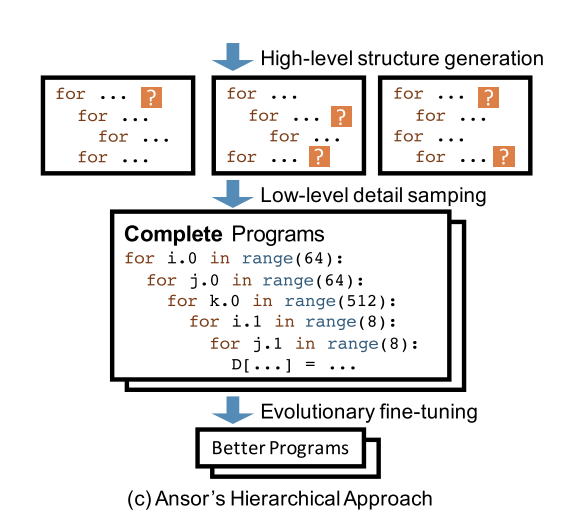 High-level structure generation
for ... ?
for ...
for ...
for ...
for ...
for ... ?
for ...
for ... ?
for ... ?
for ...
for ...
for ... ?
Low-level detail samping
Complete Programs
for i.0 in range(64):
for j.0 in range(64):
for k.0 in range(512):
for i.1 in range(8):
for j.1 in range(8):
D[...] = ...
Evolutionary fine-tuning
Better Programs
(c) Ansor's Hierarchical Approach